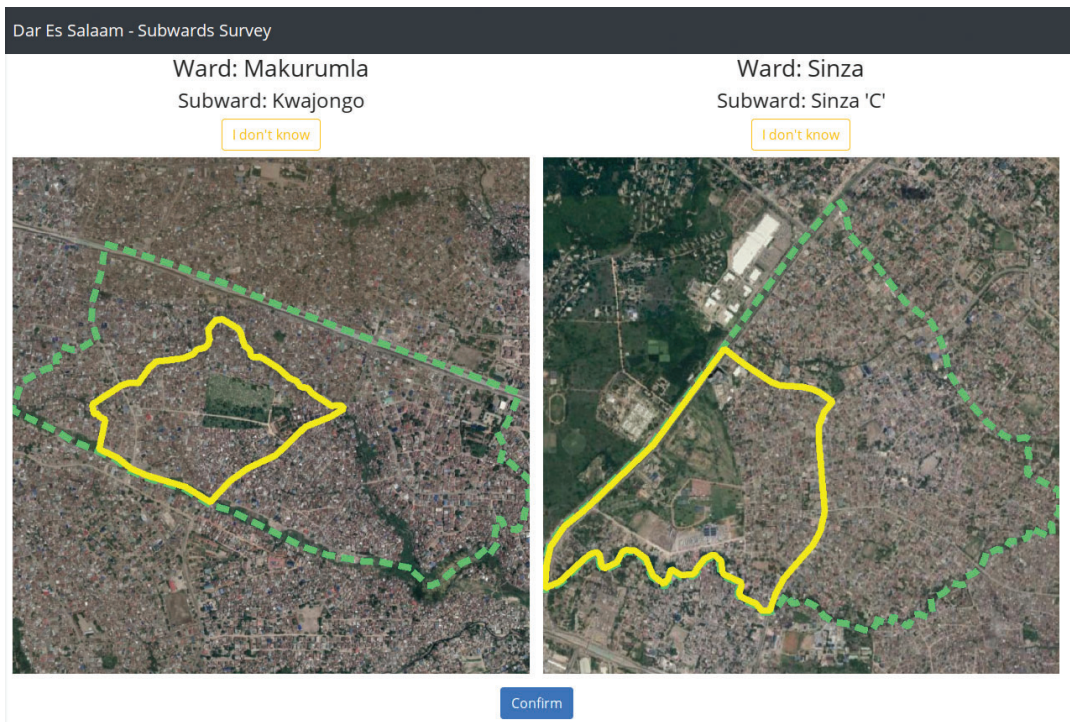 Dar Es Salaam - Subwards Survey
Ward: Makurumla
Subward: Kwajongo
I don't know
Ward: Sinza
Subward: Sinza 'C'
I don't know
Confirm